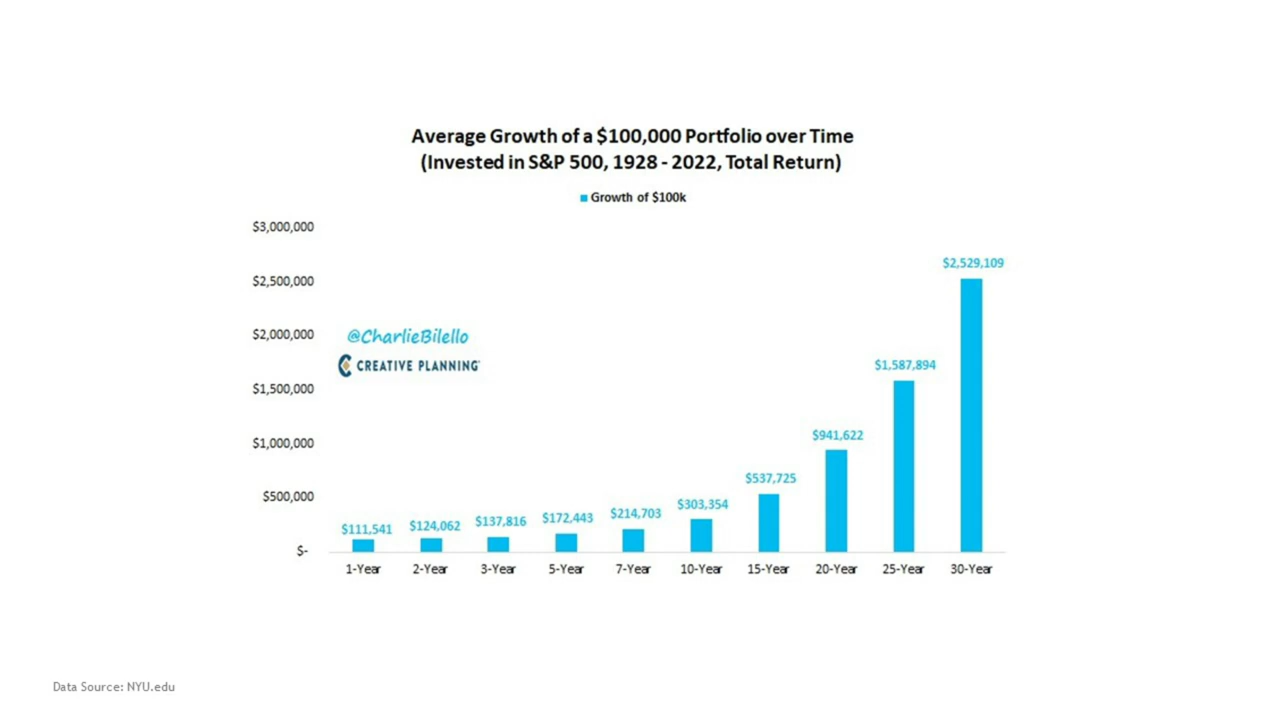 Average Growth of a $100,000 Portfolio over Time
(Invested in S&P 500, 1928 - 2022, Total Return)
Growth of $100k
$3,000,000
$2,500,000
$2,000,000
$1,500,000
$1,000,000
$500,000
$-
@CharlieBilello
CREATIVE PLANNING
$111,541
$124,062
$137,816
$172,443
$214,703
$303,354
$537,725
$941,622
$1,587,894
$2,529,109
1-Year
2-Year
3-Year
5-Year
7-Year
10-Year
15-Year
20-Year
25-Year
30-Year
Data Source: NYU.edu